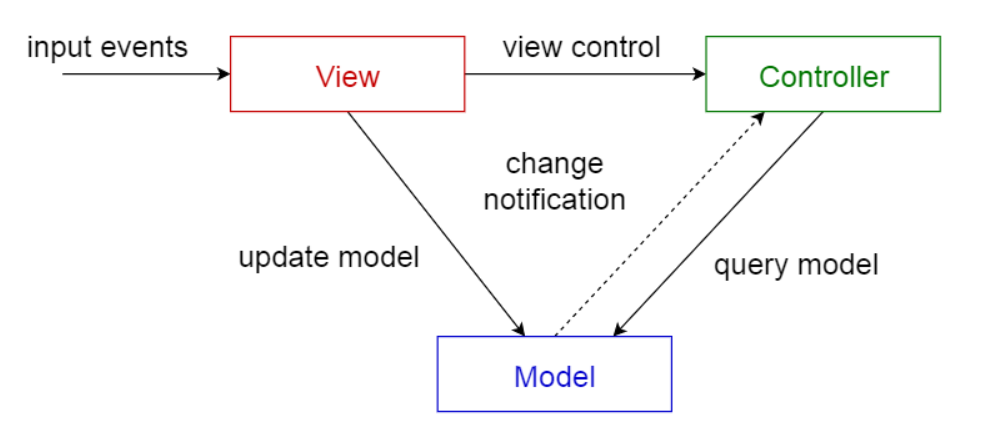 input events
View
view control
Controller
change
notification
update model
query model
Model